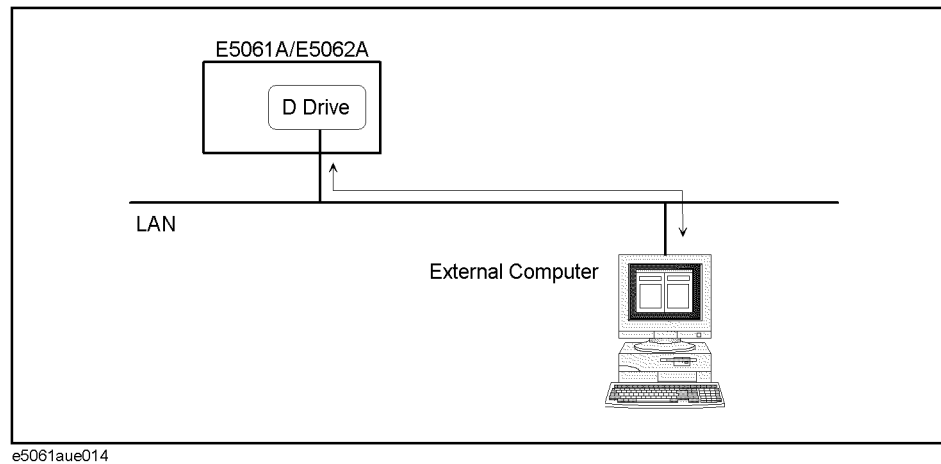 E5061A/E5062A
D Drive
LAN
External Computer
e5061aue014